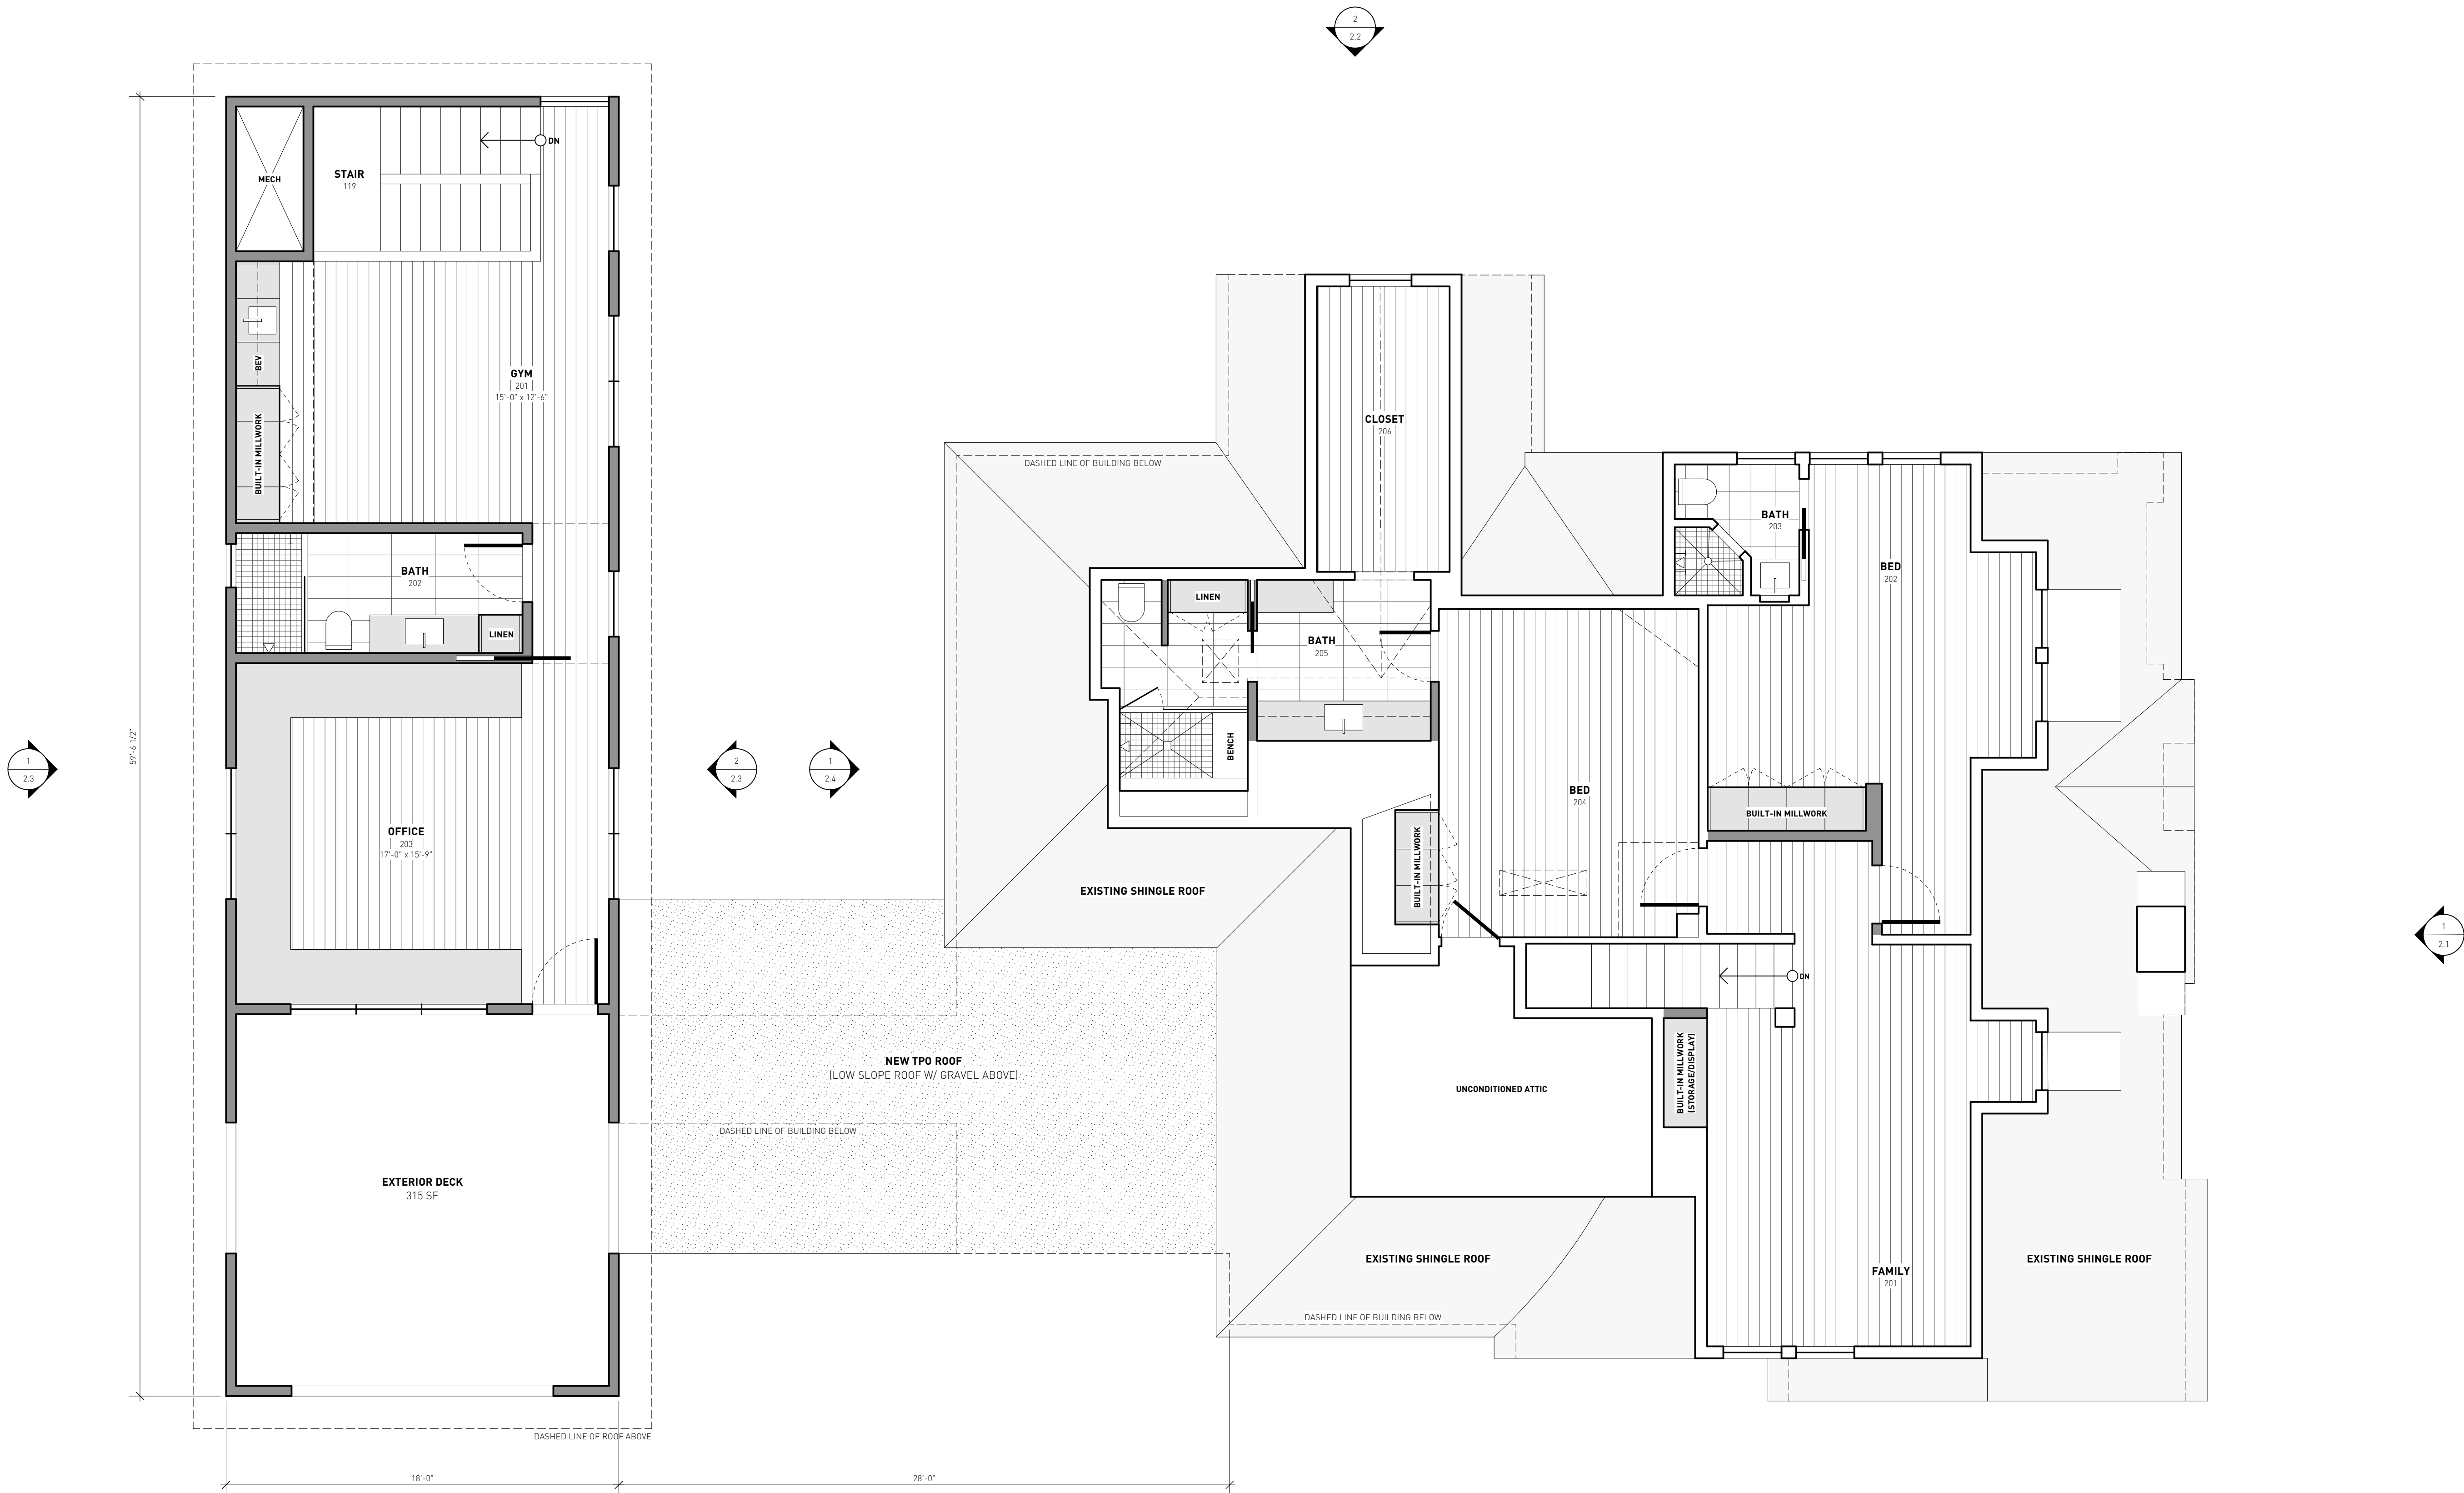 2
2.2
DN
STAIR
119
MECH
BEV
GYM
201
15'-0" x 12'-6"
BUILT-IN MILLWORK
CLOSET
206
DASHED LINE OF BUILDING BELOW
BATH
203
BED
202
BATH
202
LINEN
LINEN
BATH
205
BENCH
59'-6 1/2"
1
2.3
2
2.3
1
2.4
BED
204
BUILT-IN MILLWORK
OFFICE
203
17'-0" x 15'-9"
BUILT-IN MILLWORK
EXISTING SHINGLE ROOF
1
2.1
DN
NEW TPO ROOF
(LOW SLOPE ROOF W/ GRAVEL ABOVE)
UNCONDITIONED ATTIC
BUILT-IN MILLWORK
(STORAGE/DISPLAY)
DASHED LINE OF BUILDING BELOW
EXTERIOR DECK
315 SF
EXISTING SHINGLE ROOF
FAMILY
201
EXISTING SHINGLE ROOF
DASHED LINE OF BUILDING BELOW
DASHED LINE OF ROOF ABOVE
18'-0"
28'-0"